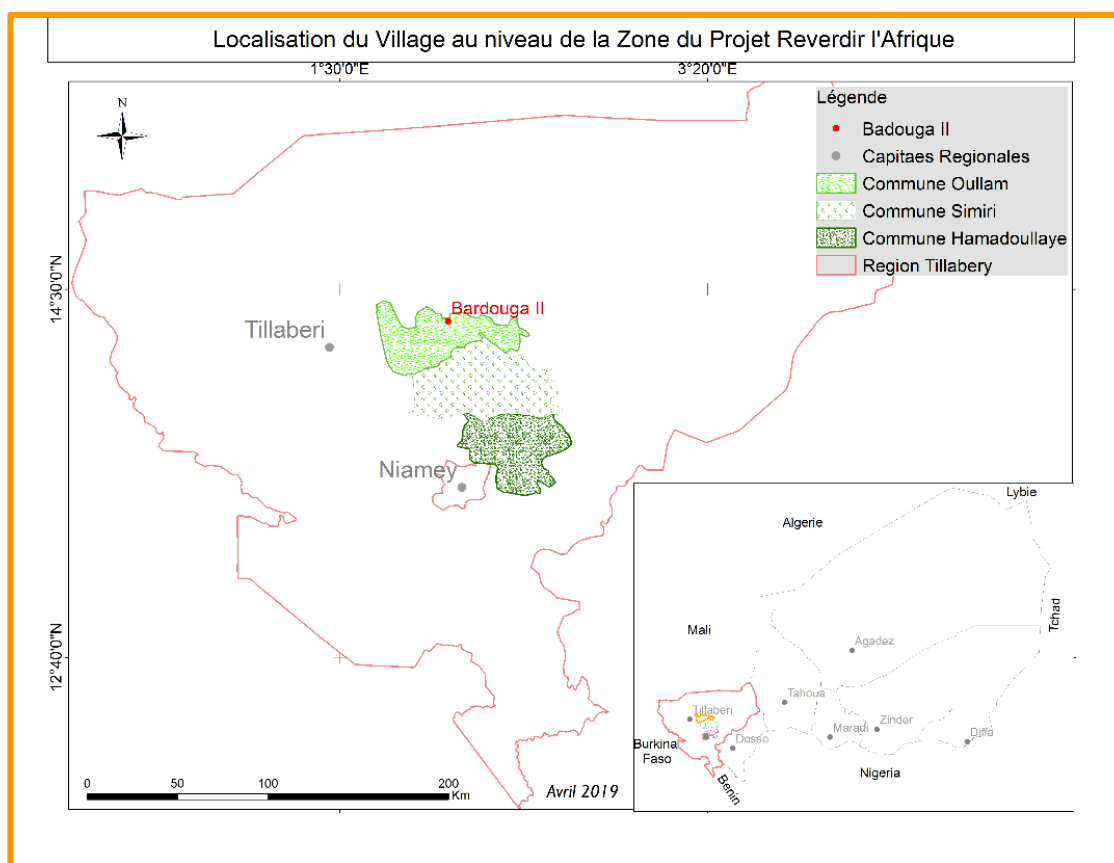 Localisation du Village au niveau de la Zone du Projet Reverdir l'Afrique
1°30'0"E
3°20'0"E
N
Légende
Badouga II
Capitaes Regionales
Commune Oullam
Commune Simiri
Commune Hamadoullaye
Region Tillabery
14°30'0"N
Bardouga II
Tillaberi
Niamey
12°40'0"N
Lybie
Algerie
Tchad
Mali
Agadez
Tahoua
Tillaberi
Zinder
Maradi
Diffa
Dosso
Burkina
Faso
Nigeria
Benin
0 50 100 200
Km
Avril 2019